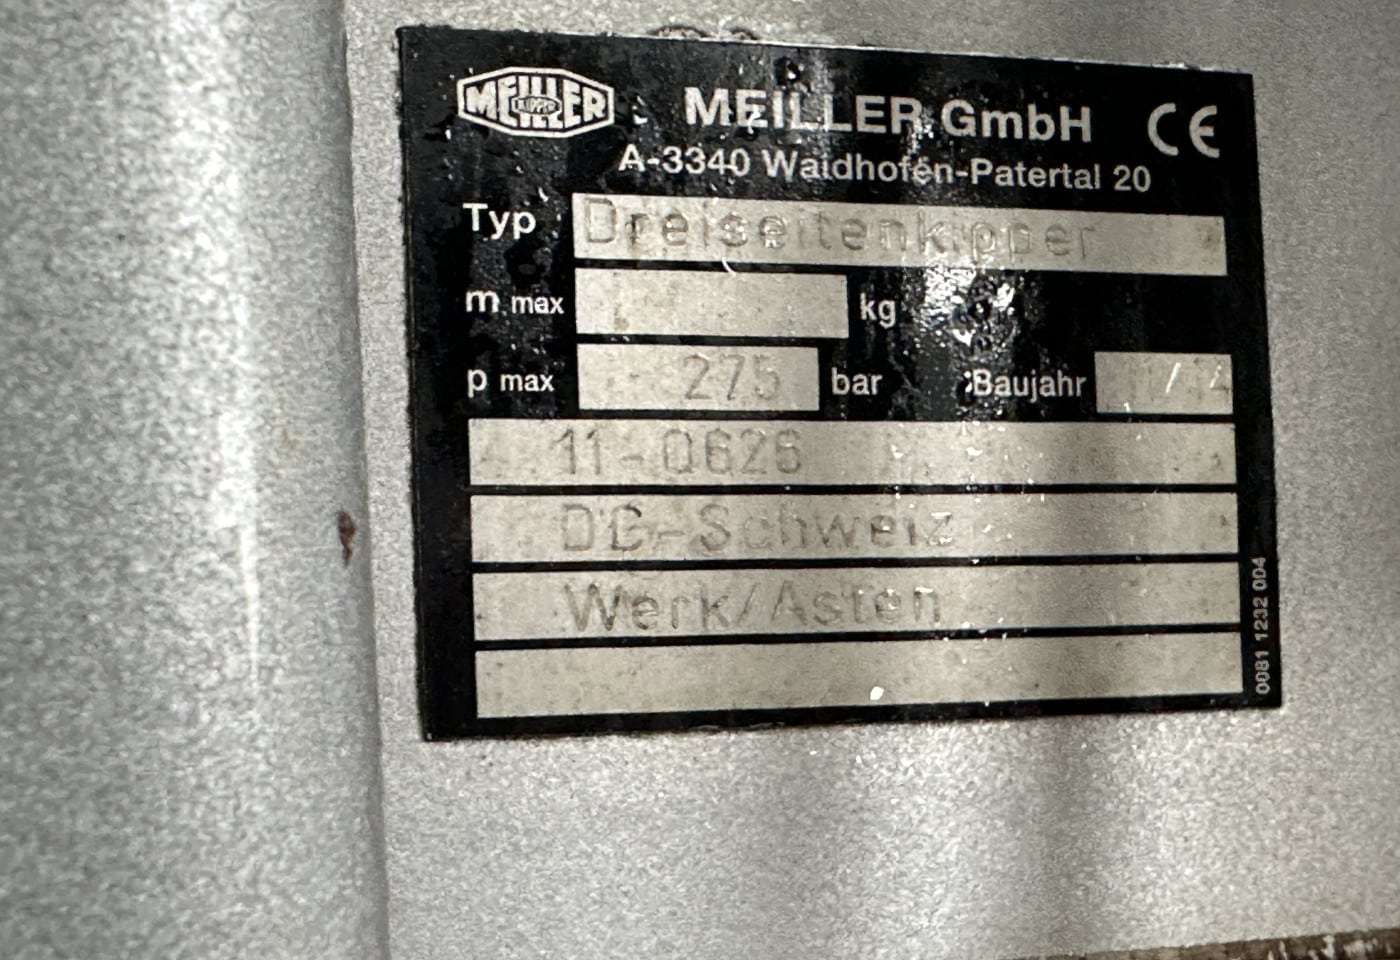 MEILLER KIPPER MEILLER GmbH CE
A-3340 Waidhofen-Patertal 20
Typ Dreiseitenkipper
m max kg
p max 275 bar Baujahr
11-0626
DC-Schweiz
Werk/Asten
0081 1232 004